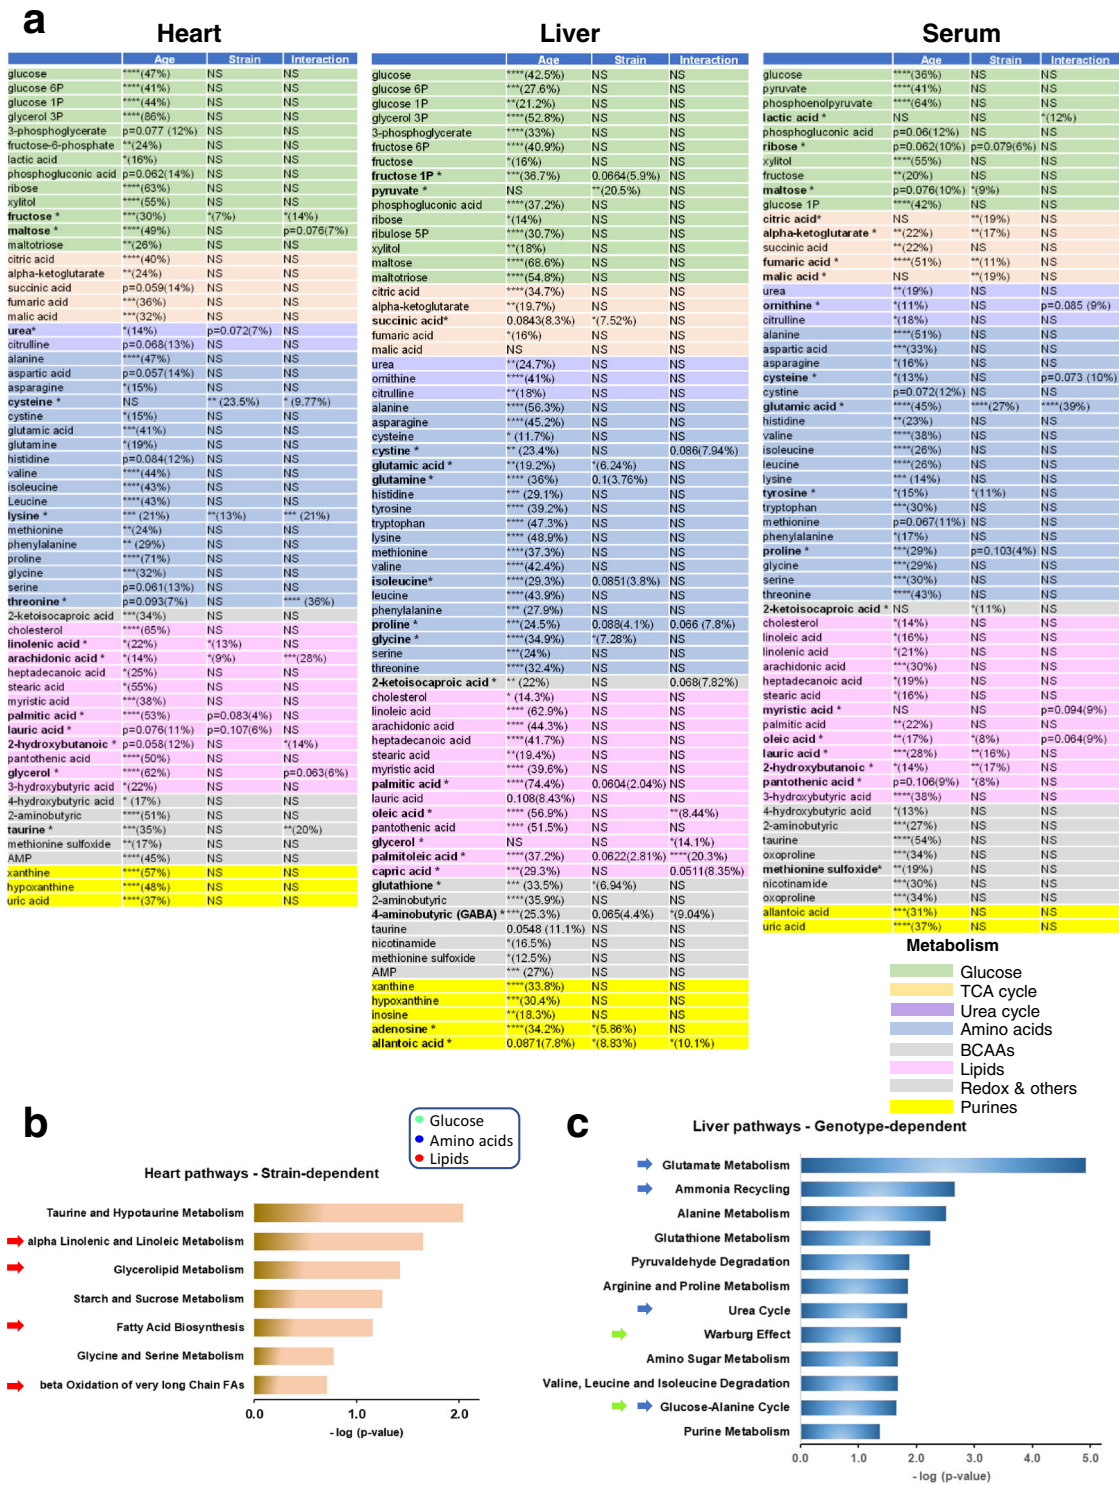 a
Heart
Age Strain Interaction
glucose ****(47%) NS NS
glucose 6P ****(41%) NS NS
glucose 1P ****(44%) NS NS
glycerol 3P ****(86%) NS NS
3-phosphoglycerate p=0.077 (12%) NS NS
fructose-6-phosphate **(24%) NS NS
lactic acid *(16%) NS NS
phosphogluconic acid p=0.062(14%) NS NS
ribose ****(63%) NS NS
xylitol ****(55%) NS NS
fructose * ***(30%) *(7%) *(14%)
maltose * ****(49%) NS p=0.076(7%)
maltotriose **(26%) NS NS
citric acid ****(40%) NS NS
alpha-ketoglutarate **(24%) NS NS
succinic acid p=0.059(14%) NS NS
fumaric acid ***(36%) NS NS
malic acid ***(32%) NS NS
urea* *(14%) p=0.072(7%) NS
citrulline p=0.068(13%) NS NS
alanine ****(47%) NS NS
aspartic acid p=0.057(14%) NS NS
asparagine *(15%) NS NS
cysteine * NS ** (23.5%) * (9.77%)
cystine *(15%) NS NS
glutamic acid ***(41%) NS NS
glutamine *(19%) NS NS
histidine p=0.084(12%) NS NS
valine ****(44%) NS NS
isoleucine ****(43%) NS NS
Leucine ****(43%) NS NS
lysine * *** (21%) **(13%) *** (21%)
methionine **(24%) NS NS
phenylalanine ** (29%) NS NS
proline ****(71%) NS NS
glycine ***(32%) NS NS
serine p=0.061(13%) NS NS
threonine * p=0.093(7%) NS **** (36%)
2-ketoisocaproic acid ***(34%) NS NS
cholesterol ****(65%) NS NS
linolenic acid * *(22%) *(13%) NS
arachidonic acid * *(14%) *(9%) ***(28%)
heptadecanoic acid *(25%) NS NS
stearic acid *(55%) NS NS
myristic acid ***(38%) NS NS
palmitic acid * ****(53%) p=0.083(4%) NS
lauric acid * p=0.076(11%) p=0.107(6%) NS
2-hydroxybutanoic * p=0.058(12%) NS *(14%)
pantothenic acid ****(50%) NS NS
glycerol * ****(62%) NS p=0.063(6%)
3-hydroxybutyric acid *(22%) NS NS
4-hydroxybutyric acid * (17%) NS NS
2-aminobutyric ****(51%) NS NS
taurine * ***(35%) NS **(20%)
methionine sulfoxide **(17%) NS NS
AMP ****(45%) NS NS
xanthine ****(57%) NS NS
hypoxanthine ****(48%) NS NS
uric acid ****(37%) NS NS
Liver
Age Strain Interaction
glucose ****(42.5%) NS NS
glucose 6P ***(27.6%) NS NS
glucose 1P **(21.2%) NS NS
glycerol 3P ****(52.8%) NS NS
3-phosphoglycerate ****(33%) NS NS
fructose 6P ****(40.9%) NS NS
fructose *(16%) NS NS
fructose 1P * ***(36.7%) 0.0664(5.9%) NS
pyruvate * NS **(20.5%) NS
phosphogluconic acid ****(37.2%) NS NS
ribose *(14%) NS NS
ribulose 5P ****(30.7%) NS NS
xylitol **(18%) NS NS
maltose ****(68.6%) NS NS
maltotriose ****(54.8%) NS NS
citric acid ****(34.7%) NS NS
alpha-ketoglutarate **(19.7%) NS NS
succinic acid* 0.0843(8.3%) *(7.52%) NS
fumaric acid *(16%) NS NS
malic acid NS NS NS
urea **(24.7%) NS NS
ornithine ****(41%) NS NS
citrulline **(18%) NS NS
alanine ****(56.3%) NS NS
asparagine ****(45.2%) NS NS
cysteine * (11.7%) NS NS
cystine * ** (23.4%) NS 0.086(7.94%)
glutamic acid * **(19.2%) *(6.24%) NS
glutamine * **** (36%) 0.1(3.76%) NS
histidine *** (29.1%) NS NS
tyrosine **** (39.2%) NS NS
tryptophan **** (47.3%) NS NS
lysine **** (48.9%) NS NS
methionine ****(37.3%) NS NS
valine ****(42.4%) NS NS
isoleucine* ****(29.3%) 0.0851(3.8%) NS
leucine ****(43.9%) NS NS
phenylalanine *** (27.9%) NS NS
proline * ***(24.5%) 0.088(4.1%) 0.066 (7.8%)
glycine * ****(34.9%) *(7.28%) NS
serine ***(24%) NS NS
threonine ****(32.4%) NS NS
2-ketoisocaproic acid * ** (22%) NS 0.068(7.82%)
cholesterol * (14.3%) NS NS
linoleic acid **** (62.9%) NS NS
arachidonic acid **** (44.3%) NS NS
heptadecanoic acid ****(41.7%) NS NS
stearic acid **(19.4%) NS NS
myristic acid **** (39.6%) NS NS
palmitic acid * ****(74.4%) 0.0604(2.04%) NS
lauric acid 0.108(8.43%) NS NS
oleic acid * **** (56.9%) NS **(8.44%)
pantothenic acid **** (51.5%) NS NS
glycerol * NS NS *(14.1%)
palmitoleic acid * ****(37.2%) 0.0622(2.81%) ****(20.3%)
capric acid * ***(29.3%) NS 0.0511(8.35%)
glutathione * *** (33.5%) *(6.94%) NS
2-aminobutyric ****(35.9%) NS NS
4-aminobutyric (GABA) * ***(25.3%) 0.065(4.4%) *(9.04%)
taurine 0.0548 (11.1%) NS NS
nicotinamide *(16.5%) NS NS
methionine sulfoxide *(12.5%) NS NS
AMP *** (27%) NS NS
xanthine ****(33.8%) NS NS
hypoxanthine ***(30.4%) NS NS
inosine **(18.3%) NS NS
adenosine * ****(34.2%) *(5.86%) NS
allantoic acid * 0.0871(7.8%) *(8.83%) *(10.1%)
Serum
Age Strain Interaction
glucose ****(36%) NS NS
pyruvate ****(41%) NS NS
phosphoenolpyruvate ****(64%) NS NS
lactic acid * NS NS *(12%)
phosphogluconic acid p=0.06(12%) NS NS
ribose * p=0.062(10%) p=0.079(6%) NS
xylitol ****(55%) NS NS
fructose **(20%) NS NS
maltose * p=0.076(10%) *(9%) NS
glucose 1P ****(42%) NS NS
citric acid* NS **(19%) NS
alpha-ketoglutarate * **(22%) **(17%) NS
succinic acid **(22%) NS NS
fumaric acid * ****(51%) **(11%) NS
malic acid * NS **(19%) NS
urea **(19%) NS NS
ornithine * *(11%) NS p=0.085 (9%)
citrulline *(18%) NS NS
alanine ****(51%) NS NS
aspartic acid ***(33%) NS NS
asparagine *(16%) NS NS
cysteine * *(13%) NS p=0.073 (10%)
cystine p=0.072(12%) NS NS
glutamic acid * ****(45%) ****(27%) ****(39%)
histidine **(23%) NS NS
valine ****(38%) NS NS
isoleucine ****(26%) NS NS
leucine ****(26%) NS NS
lysine *** (14%) NS NS
tyrosine * *(15%) *(11%) NS
tryptophan ***(30%) NS NS
methionine p=0.067(11%) NS NS
phenylalanine *(17%) NS NS
proline * ***(29%) p=0.103(4%) NS
glycine ***(29%) NS NS
serine ***(30%) NS NS
threonine ****(43%) NS NS
2-ketoisocaproic acid * NS *(11%) NS
cholesterol *(14%) NS NS
linoleic acid *(16%) NS NS
linolenic acid *(21%) NS NS
arachidonic acid ***(30%) NS NS
heptadecanoic acid *(19%) NS NS
stearic acid *(16%) NS NS
myristic acid * NS NS p=0.094(9%)
palmitic acid **(22%) NS NS
oleic acid * **(17%) *(8%) p=0.064(9%)
lauric acid * ***(28%) **(16%) NS
2-hydroxybutanoic * *(14%) **(17%) NS
pantothenic acid * p=0.106(9%) *(8%) NS
3-hydroxybutyric acid ****(38%) NS NS
4-hydroxybutyric acid *(13%) NS NS
2-aminobutyric ***(27%) NS NS
taurine ****(54%) NS NS
oxoproline ***(34%) NS NS
methionine sulfoxide* **(19%) NS NS
nicotinamide ***(30%) NS NS
oxoproline ***(34%) NS NS
allantoic acid ***(31%) NS NS
uric acid ****(37%) NS NS
Metabolism
Glucose
TCA cycle
Urea cycle
Amino acids
BCAAs
Lipids
Redox & others
Purines
b
Glucose
Amino acids
Lipids
Heart pathways - Strain-dependent
Taurine and Hypotaurine Metabolism
alpha Linolenic and Linoleic Metabolism
Glycerolipid Metabolism
Starch and Sucrose Metabolism
Fatty Acid Biosynthesis
Glycine and Serine Metabolism
beta Oxidation of very long Chain FAs
0.0 1.0 2.0
- log (p-value)
c
Liver pathways - Genotype-dependent
Glutamate Metabolism
Ammonia Recycling
Alanine Metabolism
Glutathione Metabolism
Pyruvaldehyde Degradation
Arginine and Proline Metabolism
Urea Cycle
Warburg Effect
Amino Sugar Metabolism
Valine, Leucine and Isoleucine Degradation
Glucose-Alanine Cycle
Purine Metabolism
0.0 1.0 2.0 3.0 4.0 5.0
- log (p-value)